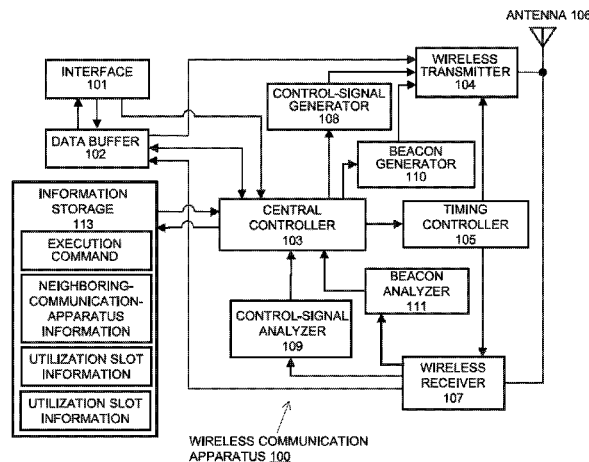 ANTENNA 106
INTERFACE
101
WIRELESS
TRANSMITTER
104
CONTROL-SIGNAL
GENERATOR
108
DATA BUFFER
102
BEACON
GENERATOR
110
INFORMATION
STORAGE
113
CENTRAL
CONTROLLER
103
TIMING
CONTROLLER
105
EXECUTION
COMMAND
NEIGHBORING-
COMMUNICATION-
APPARATUS
INFORMATION
BEACON
ANALYZER
111
CONTROL-SIGNAL
ANALYZER
109
UTILIZATION SLOT
INFORMATION
WIRELESS
RECEIVER
107
UTILIZATION SLOT
INFORMATION
WIRELESS COMMUNICATION
APPARATUS 100